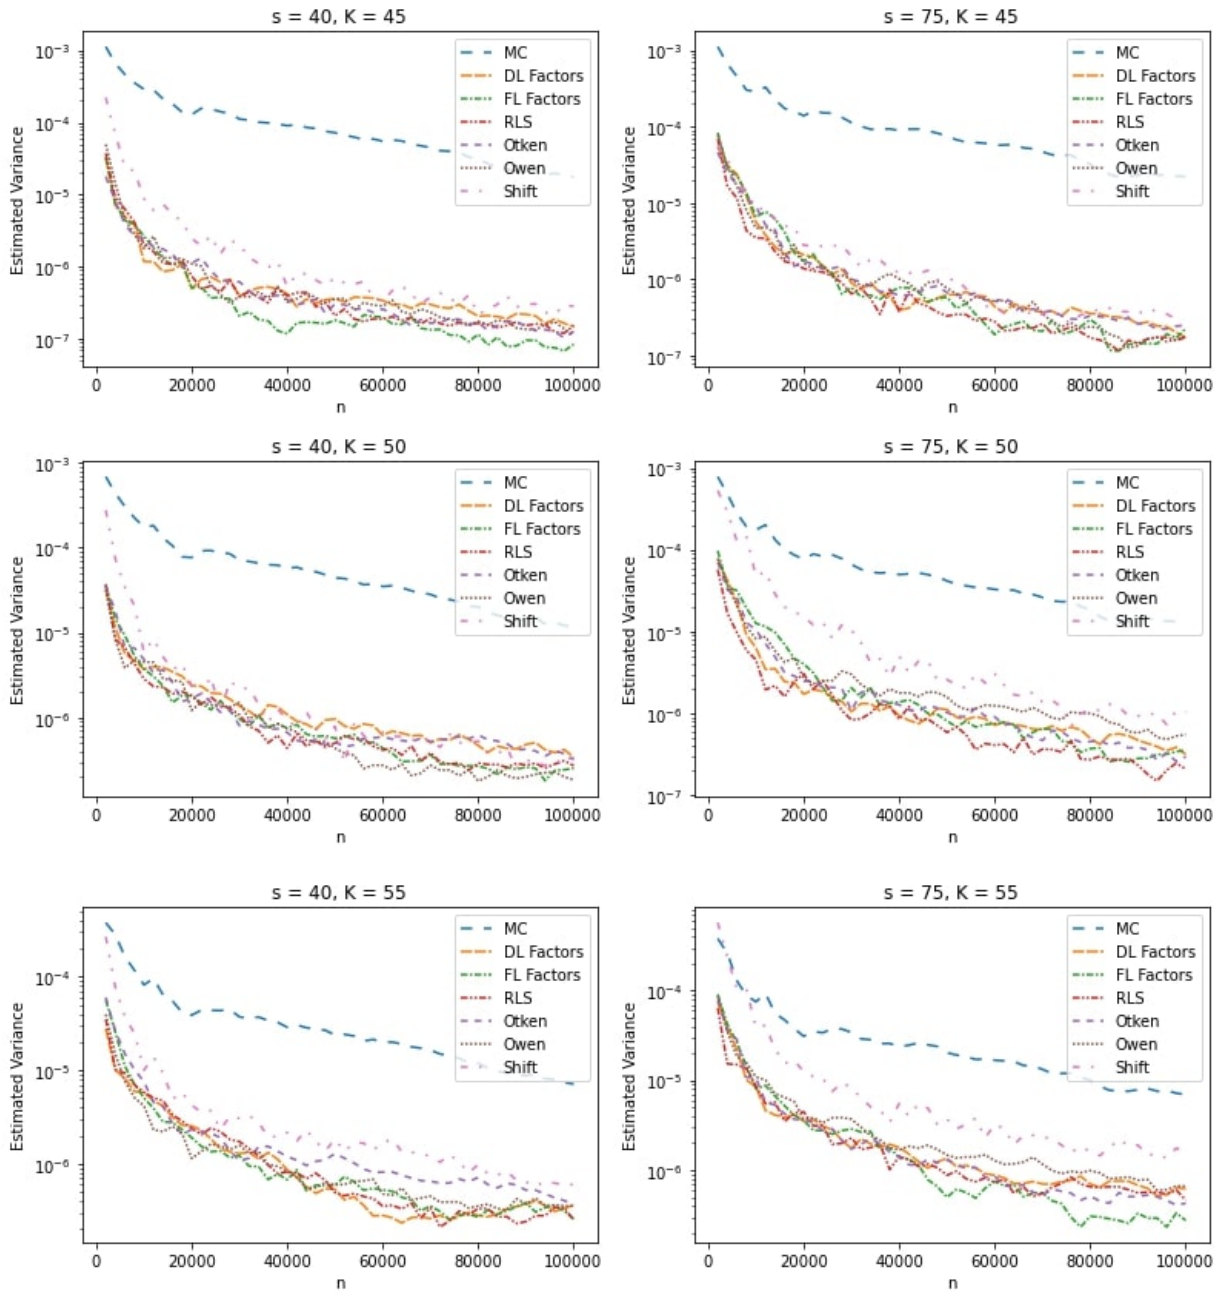 s = 40, K = 45
10⁻³
10⁻⁴
10⁻⁵
10⁻⁶
10⁻⁷
Estimated Variance
MC
DL Factors
FL Factors
RLS
Otken
Owen
Shift
0 20000 40000 60000 80000 100000
n
s = 75, K = 45
10⁻³
10⁻⁴
10⁻⁵
10⁻⁶
10⁻⁷
Estimated Variance
MC
DL Factors
FL Factors
RLS
Otken
Owen
Shift
0 20000 40000 60000 80000 100000
n
s = 40, K = 50
10⁻³
10⁻⁴
10⁻⁵
10⁻⁶
Estimated Variance
MC
DL Factors
FL Factors
RLS
Otken
Owen
Shift
0 20000 40000 60000 80000 100000
n
s = 75, K = 50
10⁻³
10⁻⁴
10⁻⁵
10⁻⁶
10⁻⁷
Estimated Variance
MC
DL Factors
FL Factors
RLS
Otken
Owen
Shift
0 20000 40000 60000 80000 100000
n
s = 40, K = 55
10⁻⁴
10⁻⁵
10⁻⁶
Estimated Variance
MC
DL Factors
FL Factors
RLS
Otken
Owen
Shift
0 20000 40000 60000 80000 100000
n
s = 75, K = 55
10⁻⁴
10⁻⁵
10⁻⁶
Estimated Variance
MC
DL Factors
FL Factors
RLS
Otken
Owen
Shift
0 20000 40000 60000 80000 100000
n